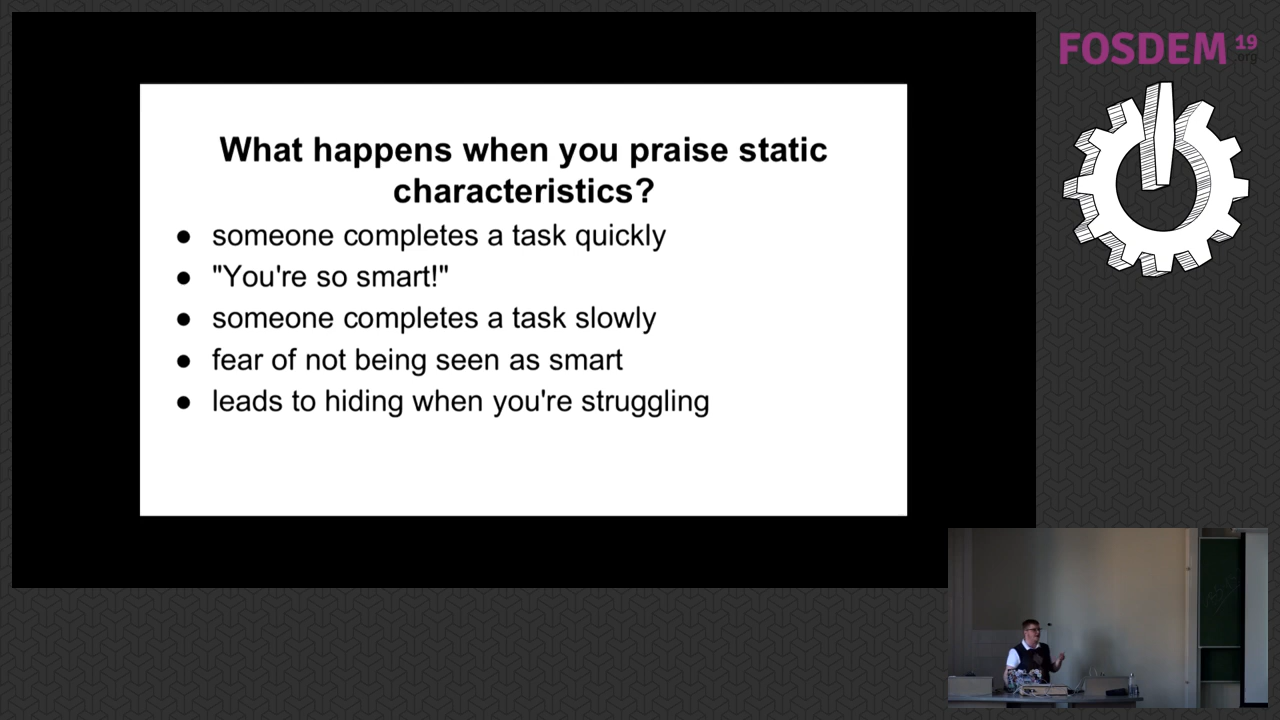 FOSDEM 19
.org
What happens when you praise static
characteristics?
● someone completes a task quickly
● "You're so smart!"
● someone completes a task slowly
● fear of not being seen as smart
● leads to hiding when you're struggling